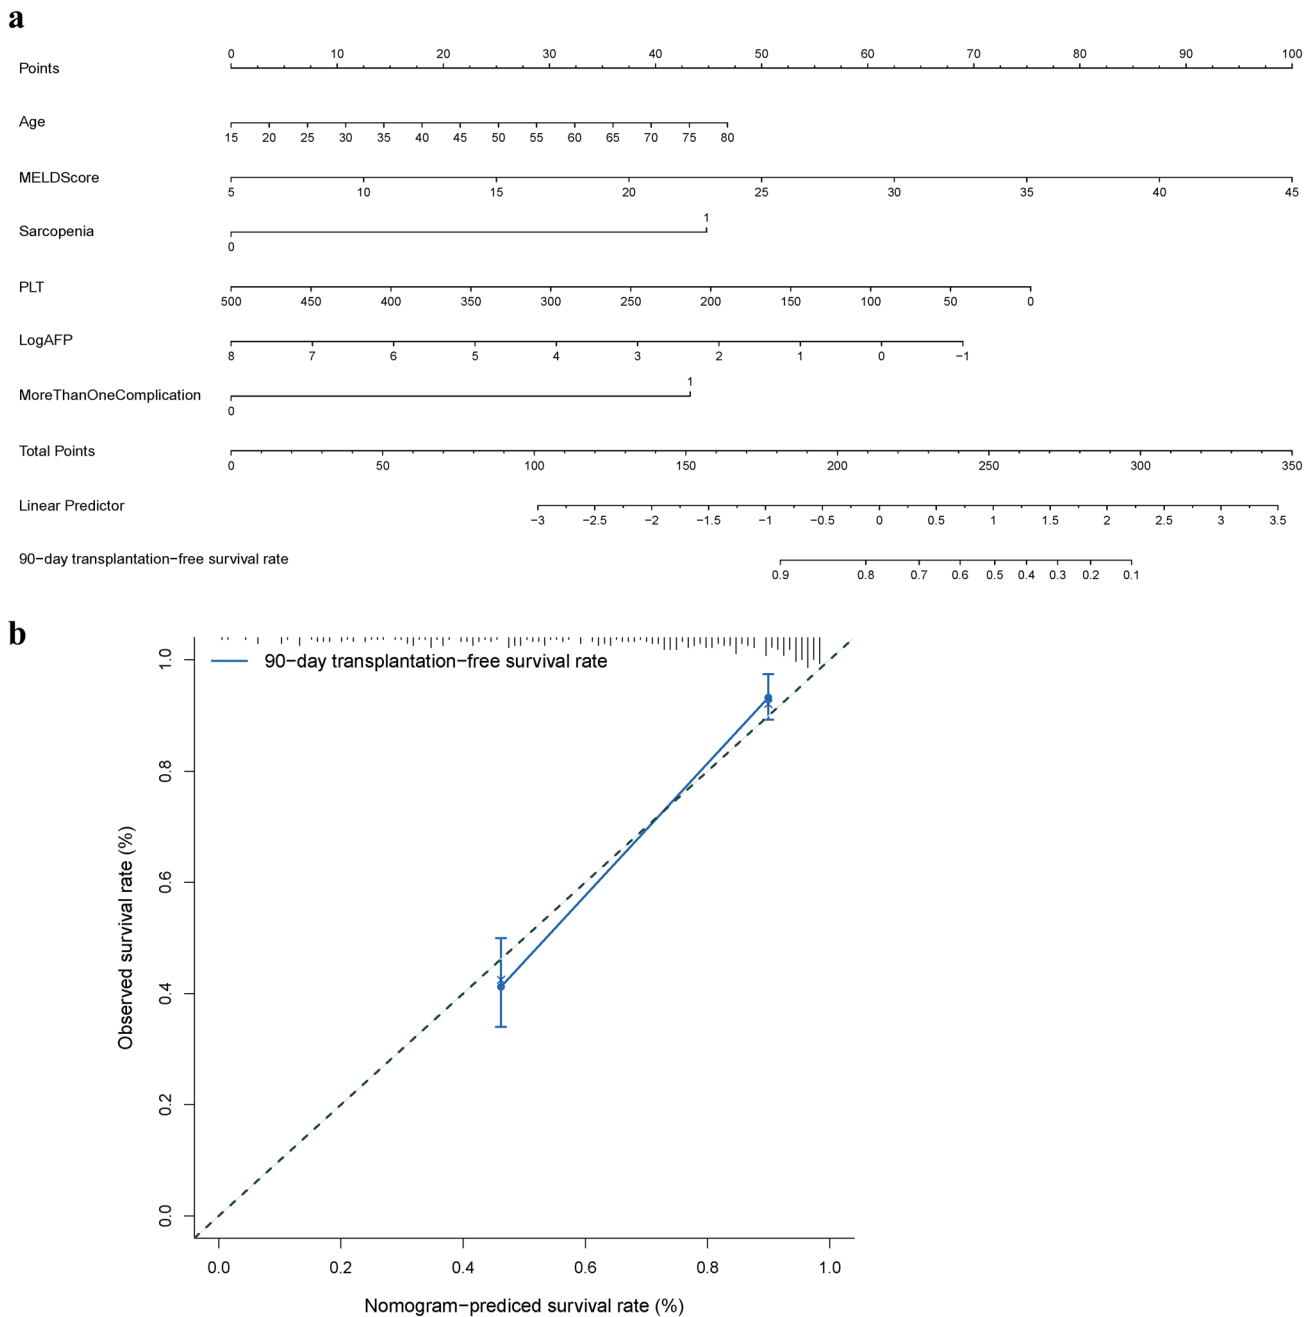 a
0 10 20 30 40 50 60 70 80 90 100
Points
Age
15 20 25 30 35 40 45 50 55 60 65 70 75 80
MELDScore
5 10 15 20 25 30 35 40 45
1
Sarcopenia
0
PLT
500 450 400 350 300 250 200 150 100 50 0
LogAFP
8 7 6 5 4 3 2 1 0 −1
1
MoreThanOneComplication
0
Total Points
0 50 100 150 200 250 300 350
Linear Predictor
−3 −2.5 −2 −1.5 −1 −0.5 0 0.5 1 1.5 2 2.5 3 3.5
90−day transplantation−free survival rate
0.9 0.8 0.7 0.6 0.5 0.4 0.3 0.2 0.1
b
90−day transplantation−free survival rate
1.0
0.8
0.6
0.4
0.2
0.0
Observed survival rate (%)
0.0 0.2 0.4 0.6 0.8 1.0
Nomogram−prediced survival rate (%)